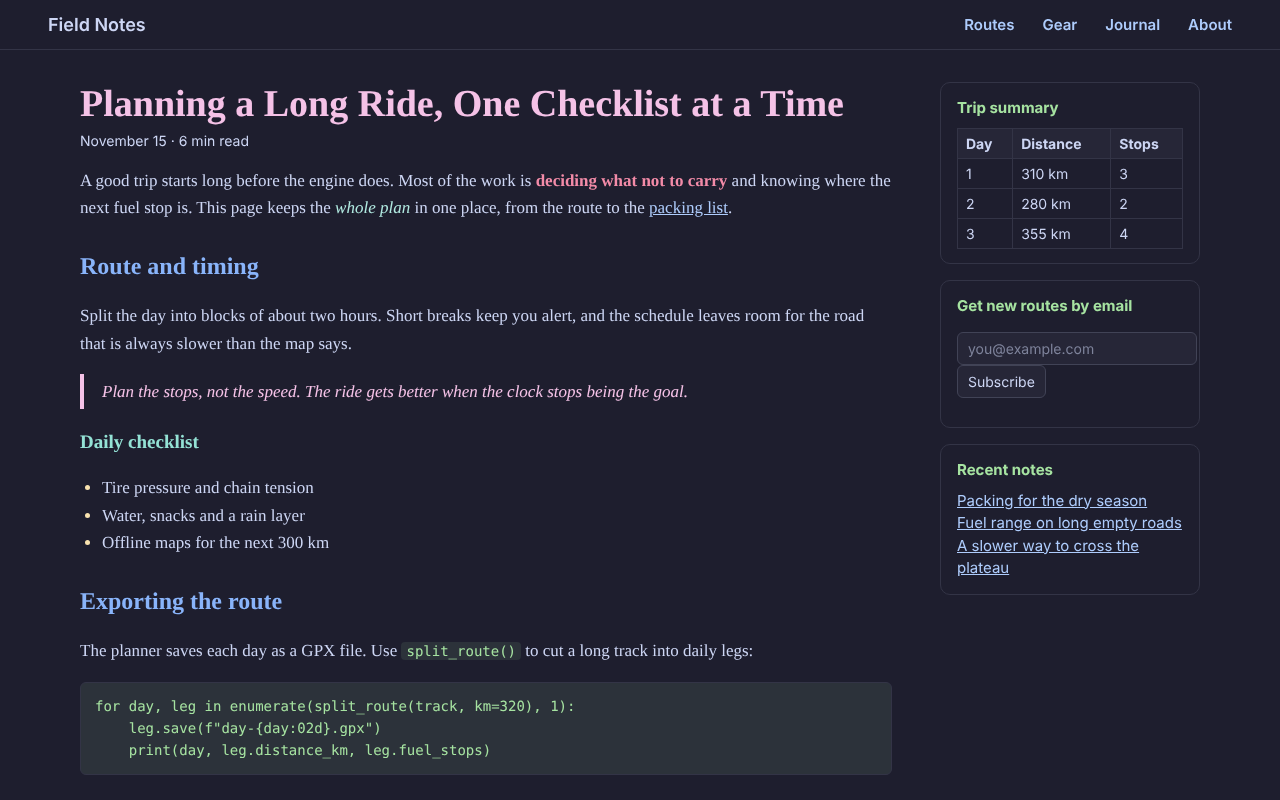 Field Notes
Routes Gear Journal About
Planning a Long Ride, One Checklist at a Time
November 15 · 6 min read
A good trip starts long before the engine does. Most of the work is deciding what not to carry and knowing where the
next fuel stop is. This page keeps the whole plan in one place, from the route to the packing list.
Route and timing
Split the day into blocks of about two hours. Short breaks keep you alert, and the schedule leaves room for the road
that is always slower than the map says.
Plan the stops, not the speed. The ride gets better when the clock stops being the goal.
Daily checklist
• Tire pressure and chain tension
• Water, snacks and a rain layer
• Offline maps for the next 300 km
Exporting the route
The planner saves each day as a GPX file. Use split_route() to cut a long track into daily legs:
for day, leg in enumerate(split_route(track, km=320), 1):
    leg.save(f"day-{day:02d}.gpx")
    print(day, leg.distance_km, leg.fuel_stops)
Trip summary
Day Distance Stops
1 310 km 3
2 280 km 2
3 355 km 4
Get new routes by email
you@example.com
Subscribe
Recent notes
Packing for the dry season
Fuel range on long empty roads
A slower way to cross the
plateau